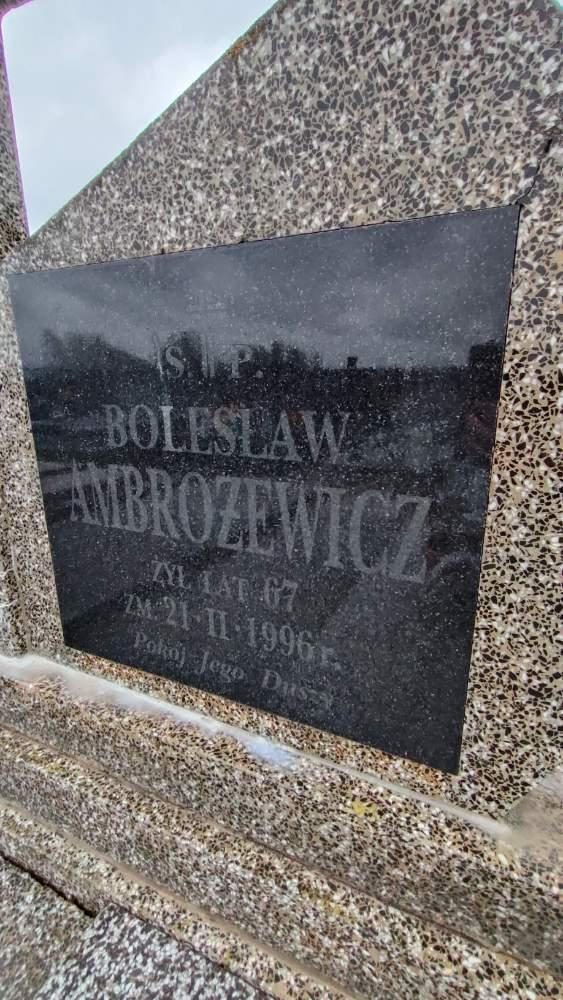 Ś. P.
BOLESŁAW
AMBROŻEWICZ
ŻYŁ LAT 67
ZM. 21·II·1996 r.
Pokój Jego Duszy